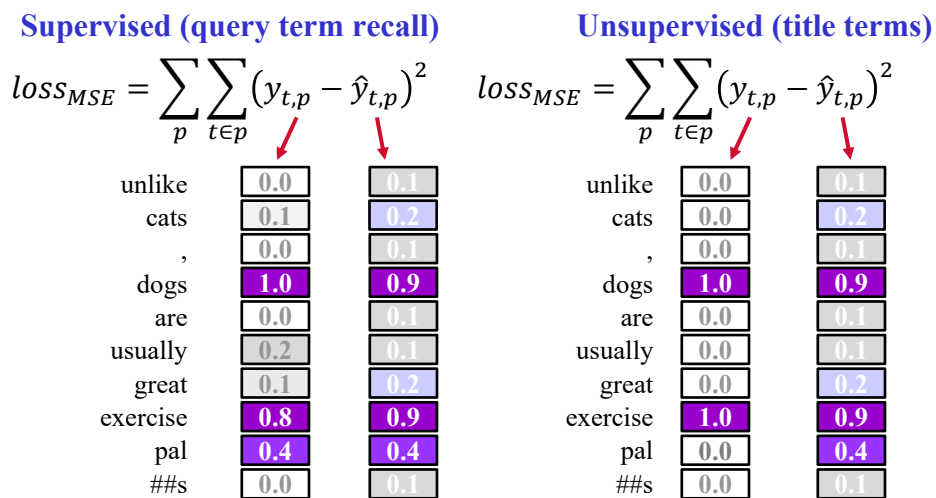 Supervised (query term recall) Unsupervised (title terms)
loss_MSE = ∑_p ∑_{t∈p} (y_{t,p} − ŷ_{t,p})² loss_MSE = ∑_p ∑_{t∈p} (y_{t,p} − ŷ_{t,p})²
unlike 0.0 0.1 unlike 0.0 0.1
cats 0.1 0.2 cats 0.0 0.2
, 0.0 0.1 , 0.0 0.1
dogs 1.0 0.9 dogs 1.0 0.9
are 0.0 0.1 are 0.0 0.1
usually 0.2 0.1 usually 0.0 0.1
great 0.1 0.2 great 0.0 0.2
exercise 0.8 0.9 exercise 1.0 0.9
pal 0.4 0.4 pal 0.0 0.4
##s 0.0 0.1 ##s 0.0 0.1